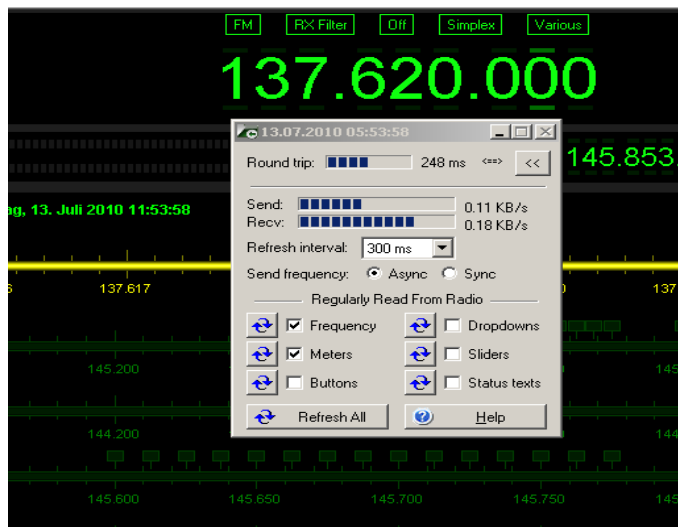 FM RX Filter Off Simplex Various
137.620.000
13.07.2010 05:53:58
Round trip: 248 ms <==> <<
145.853.
Send: 0.11 KB/s
Recv: 0.18 KB/s
ag, 13. Juli 2010 11:53:58
Refresh interval: 300 ms
Send frequency: Async Sync
137.617 137
Regularly Read From Radio
Frequency Dropdowns
Meters Sliders
145.200 145
Buttons Status texts
Refresh All Help
144.200 144
145.600 145.650 145.700 145.750 145